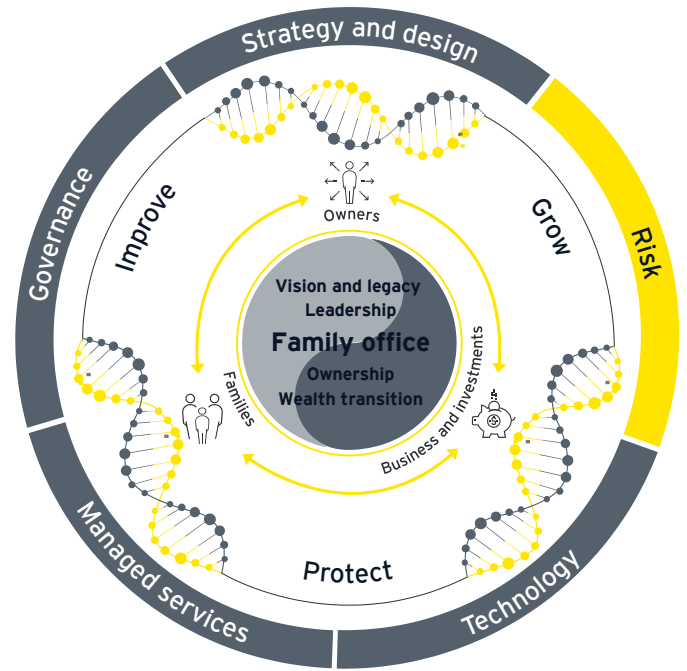 Strategy and design
Governance
Risk
Improve
Grow
Owners
Vision and legacy
Leadership
Family office
Ownership
Wealth transition
Families
Business and investments
Protect
Managed services
Technology